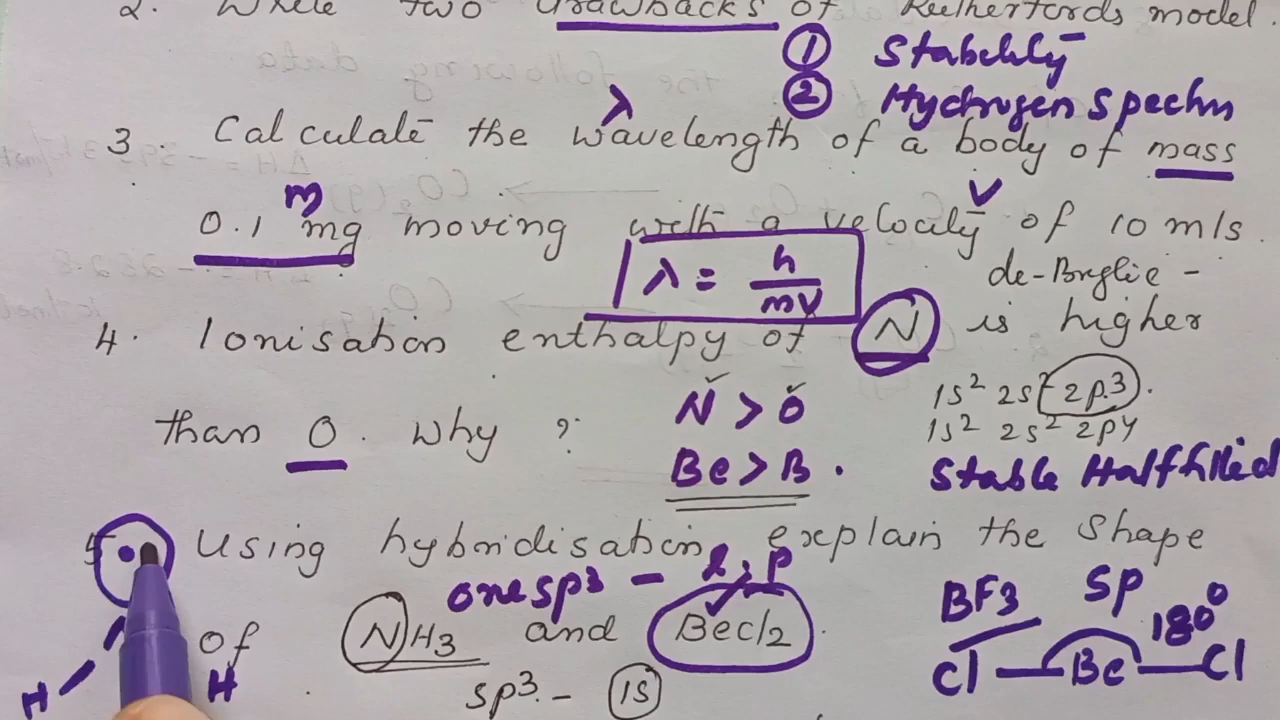 2. Write two drawbacks of Rutherfords model.
① Stability
② Hydrogen Spectrum
λ
3. Calculate the wavelength of a body of mass
m v
0.1 mg moving with a velocity of 10 m/s.
λ = h/mv de-Broglie -
4. Ionisation enthalpy of N is higher
1s² 2s² 2p3.
N > O
than O. Why ?
1s² 2s² 2p4
Be > B.
Stable Half filled
5. Using hybridisation, explain the shape
one sp3 - l.p
BF3 Sp 180°
of NH3 and BeCl2.
Cl — Be — Cl
H H
sp3 - 1s